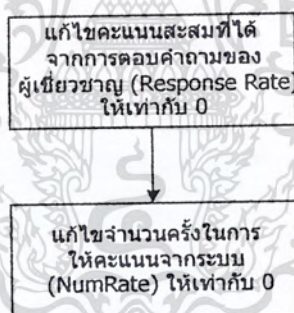 แก้ไขคะแนนสะสมที่ได้
จากการตอบคำถามของ
ผู้เชี่ยวชาญ (Response Rate)
ให้เท่ากับ 0
แก้ไขจำนวนครั้งในการ
ให้คะแนนจากระบบ
(NumRate) ให้เท่ากับ 0